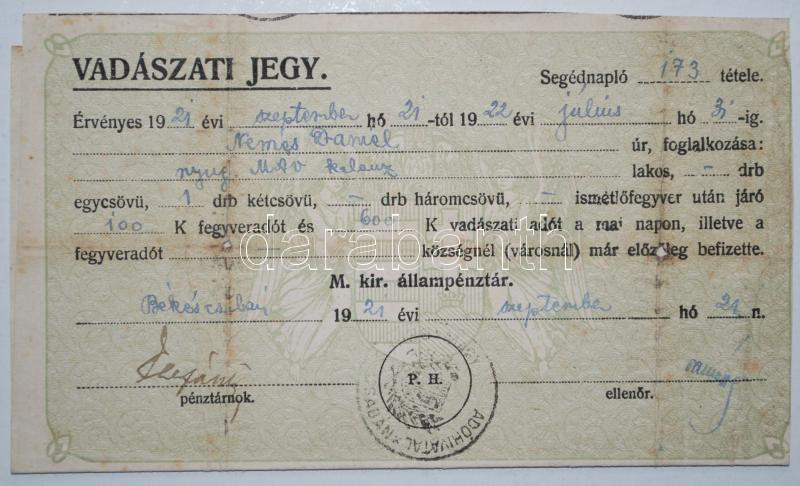 VADÁSZATI JEGY.
Segédnapló 173 tétele.
Érvényes 1921 évi szeptember hó 21-től 1922 évi július hó 31-ig.
Nemes Dániel úr, foglalkozása:
nyug. MÁV kalauz lakos, – drb
egycsövü, 1 drb kétcsövü, – drb háromcsövü, – ismétlőfegyver után járó
100 K fegyveradót és 600 K vadászati adót a mai napon, illetve a
fegyveradót – községnél (városnál) már előzőleg befizette.
darabanth
M. kir. állampénztár.
Békéscsabai 1921 évi szeptember hó 21 n.
P. H.
ADÓHIVATAL
pénztárnok.
ellenőr.